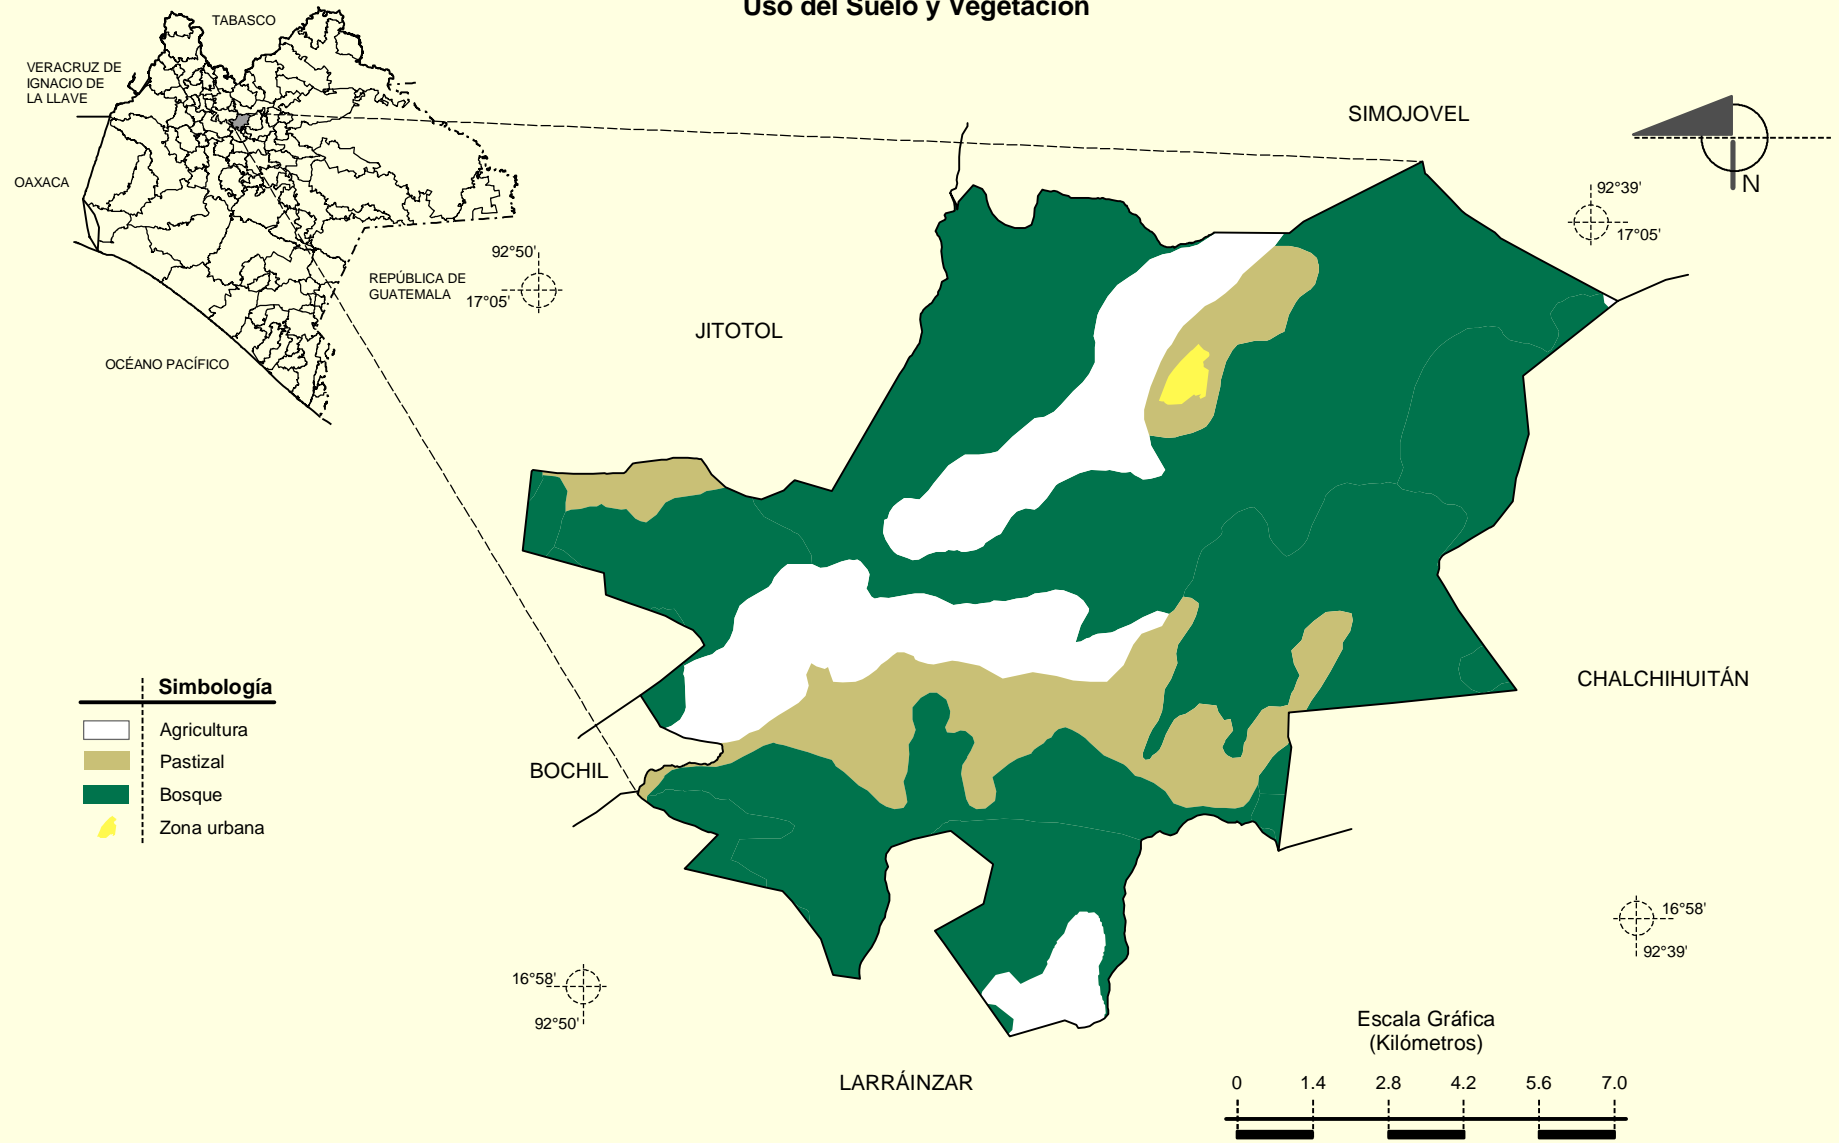 Uso del Suelo y Vegetación
TABASCO
VERACRUZ DE
IGNACIO DE
LA LLAVE
OAXACA
REPÚBLICA DE
GUATEMALA
OCÉANO PACÍFICO
92°50'
17°05'
SIMOJOVEL
N
92°39'
17°05'
JITOTOL
Simbología
Agricultura
Pastizal
Bosque
Zona urbana
BOCHIL
CHALCHIHUITÁN
16°58'
92°50'
16°58'
92°39'
LARRÁINZAR
Escala Gráfica
(Kilómetros)
0 1.4 2.8 4.2 5.6 7.0